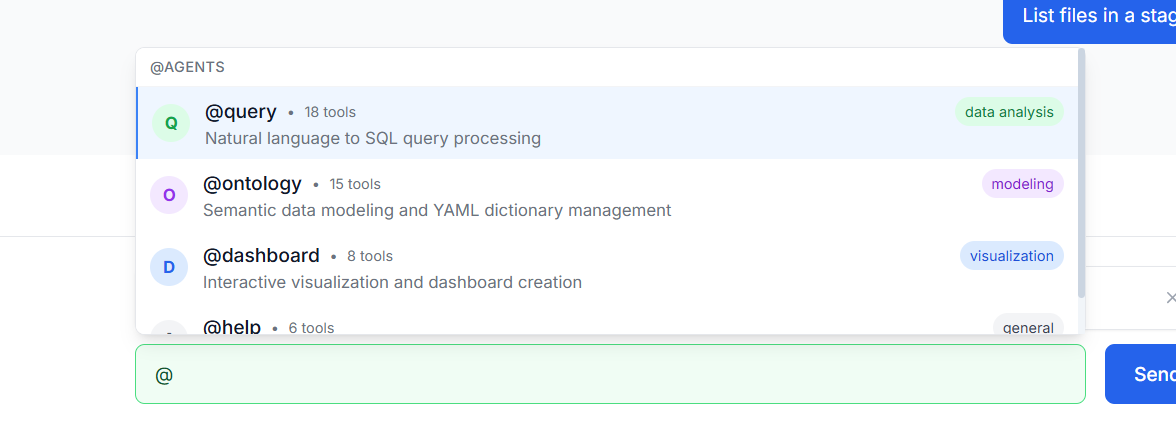 List files in a stag
@AGENTS
@query • 18 tools
data analysis
Q
Natural language to SQL query processing
@ontology • 15 tools
modeling
O
Semantic data modeling and YAML dictionary management
@dashboard • 8 tools
visualization
D
Interactive visualization and dashboard creation
@help • 6 tools
general
@
Send